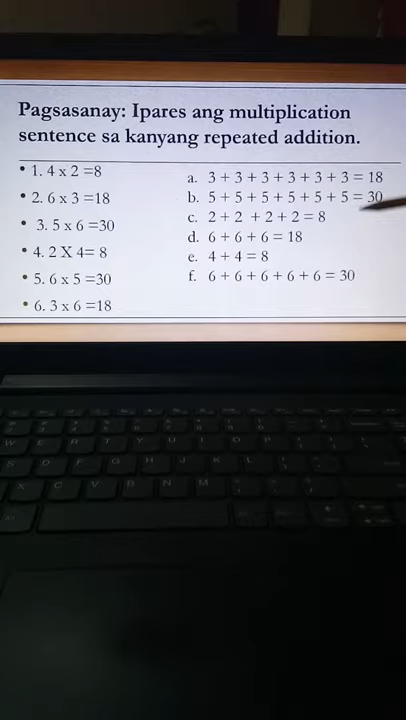 Pagsasanay: Ipares ang multiplication
sentence sa kanyang repeated addition.
• 1. 4 x 2 =8
• 2. 6 x 3 =18
• 3. 5 x 6 =30
• 4. 2 X 4= 8
• 5. 6 x 5 =30
• 6. 3 x 6 =18
a. 3 + 3 + 3 + 3 + 3 + 3 = 18
b. 5 + 5 + 5 + 5 + 5 + 5 = 30
c. 2 + 2 + 2 + 2 = 8
d. 6 + 6 + 6 = 18
e. 4 + 4 = 8
f. 6 + 6 + 6 + 6 + 6 = 30
W E R T Y U I O P
S D F G H J K L
X C V B N M